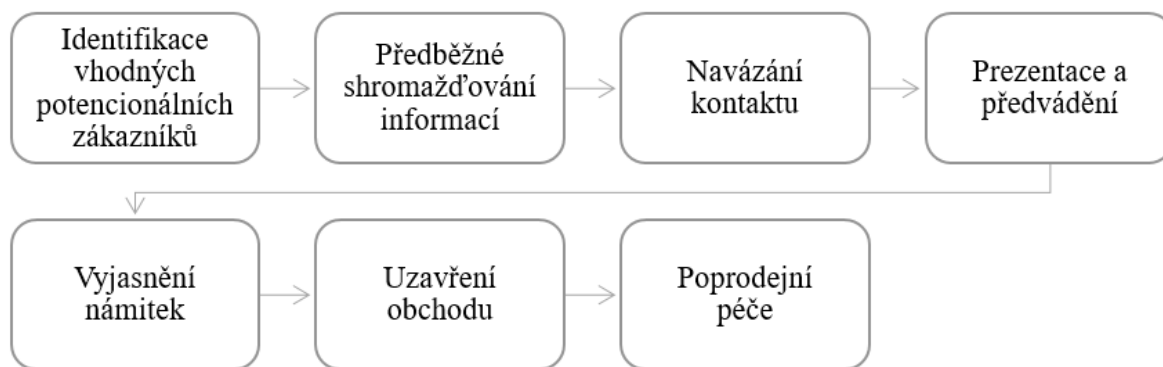 Identifikace
vhodných
potencionálních
zákazníků
Předběžné
shromažďování
informací
Navázání
kontaktu
Prezentace a
předvádění
Vyjasnění
námitek
Uzavření
obchodu
Poprodejní
péče